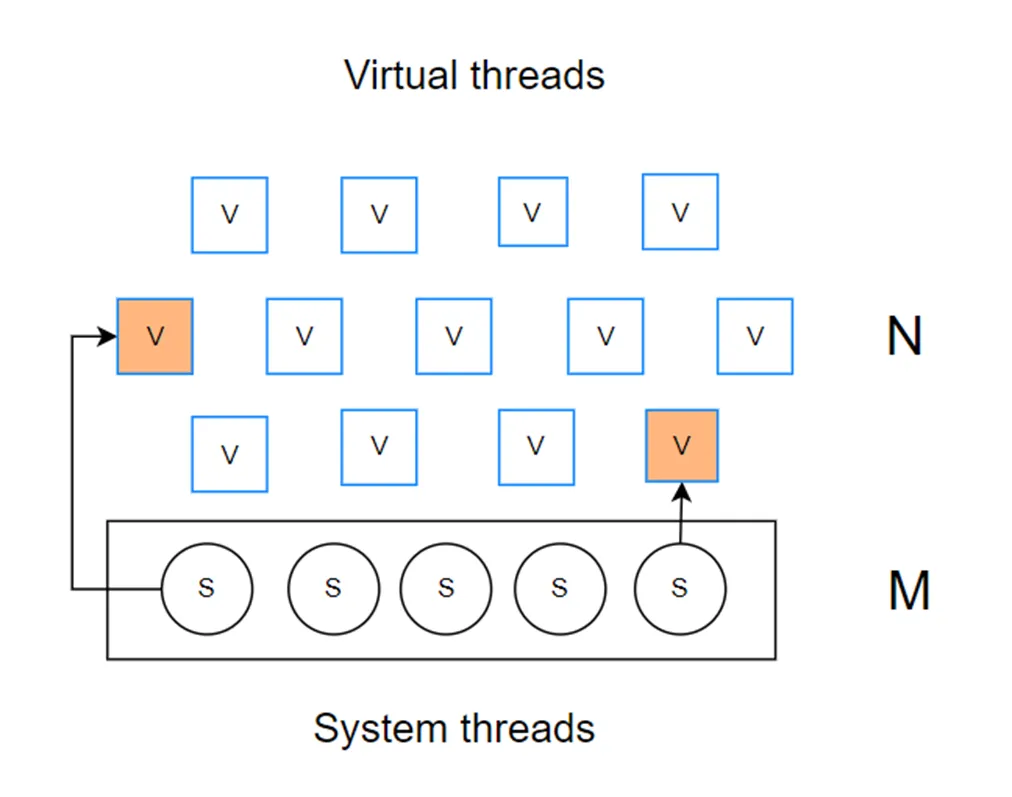 Virtual threads
V V V V
V V V V V N
V V V V
S S S S S M
System threads